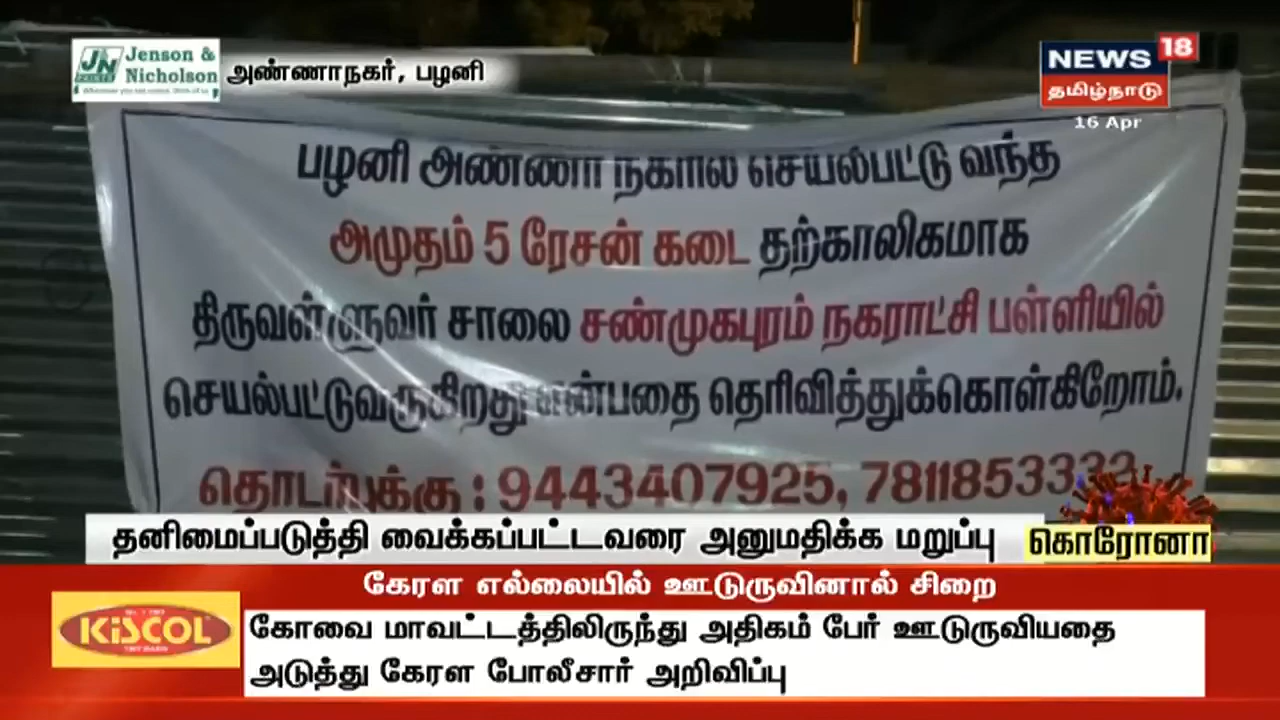 Jenson &
Nicholson
அண்ணாநகர், பழனி
NEWS 18
தமிழ்நாடு
16 Apr
பழனி அண்ணா நகரில் செயல்பட்டு வந்த
அமுதம் 5 ரேசன் கடை தற்காலிகமாக
திருவள்ளுவர் சாலை சண்முகபுரம் நகராட்சி பள்ளியில்
செயல்பட்டுவருகிறது என்பதை தெரிவித்துக்கொள்கிறோம்.
தொடர்புக்கு : 9443407925, 7811853333
தனிமைப்படுத்தி வைக்கப்பட்டவரை அனுமதிக்க மறுப்பு
கொரோனா
கேரள எல்லையில் ஊடுருவினால் சிறை
KiSCOL
கோவை மாவட்டத்திலிருந்து அதிகம் பேர் ஊடுருவியதை
அடுத்து கேரள போலீசார் அறிவிப்பு